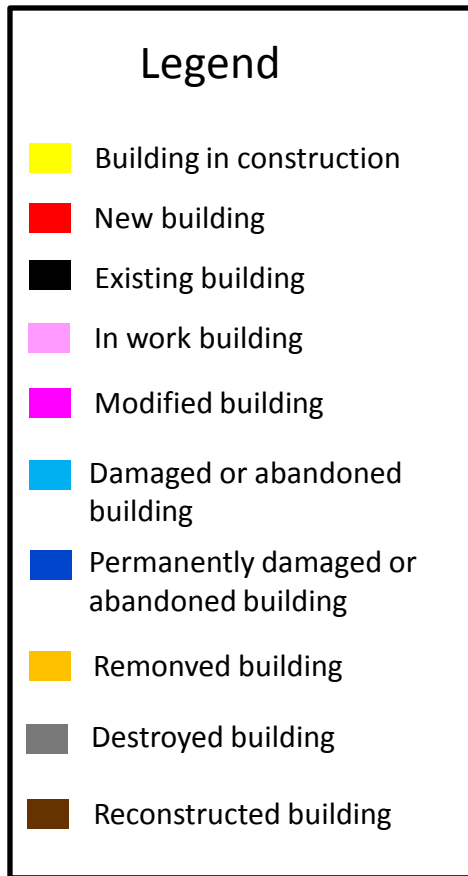 Legend
Building in construction
New building
Existing building
In work building
Modified building
Damaged or abandoned
building
Permanently damaged or
abandoned building
Remonved building
Destroyed building
Reconstructed building